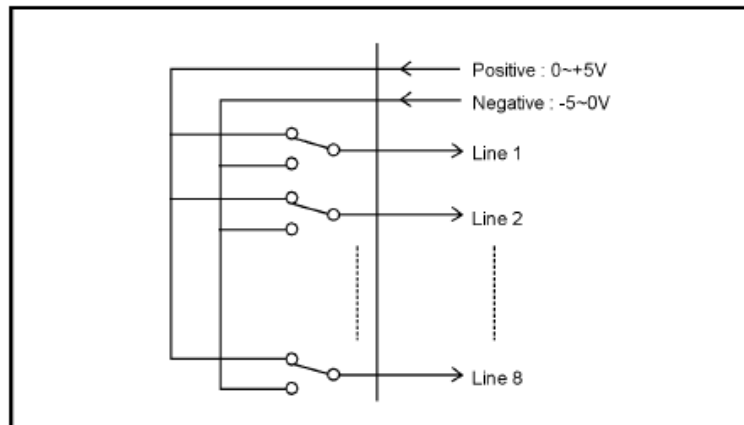 Positive : 0~+5V
Negative : -5~0V
Line 1
Line 2
Line 8